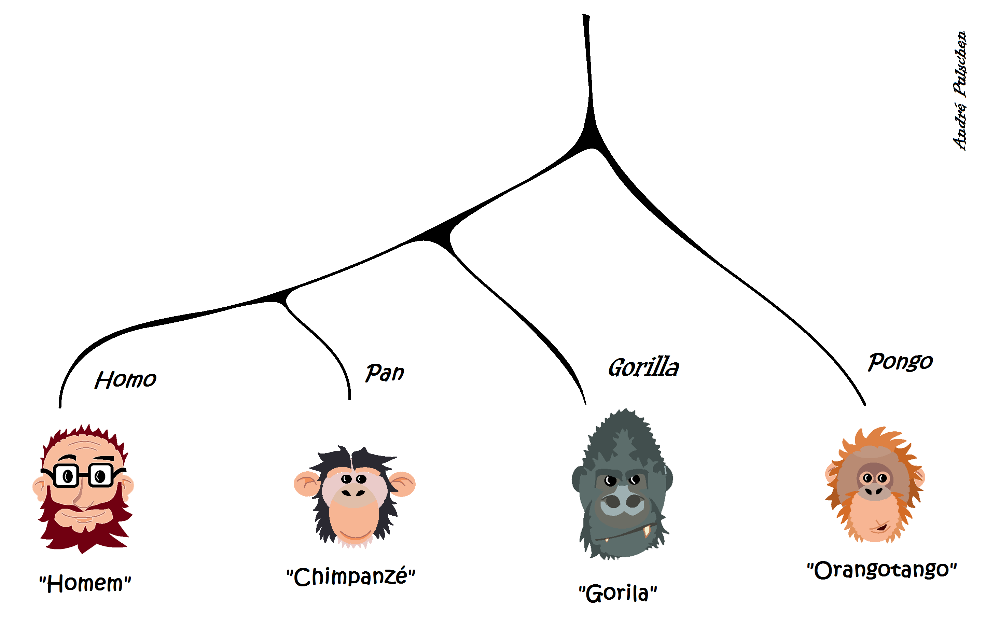 André Pulschen
Homo
Pan
Gorilla
Pongo
"Homem"
"Chimpanzé"
"Gorila"
"Orangotango"